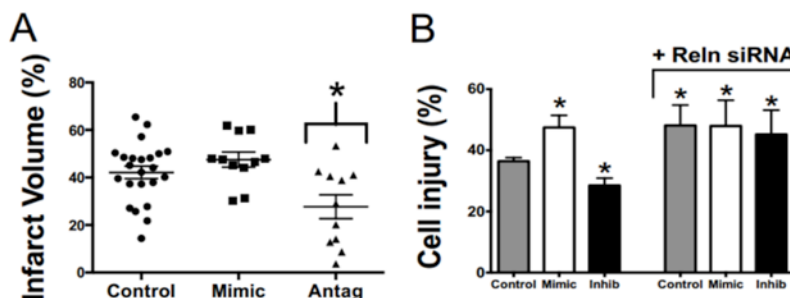 A
Infarct Volume (%)
80
60
40
20
0
*
Control Mimic Antag
B
+ Reln siRNA
Cell injury (%)
60
40
20
0
* * * * *
Control Mimic Inhib Control Mimic Inhib